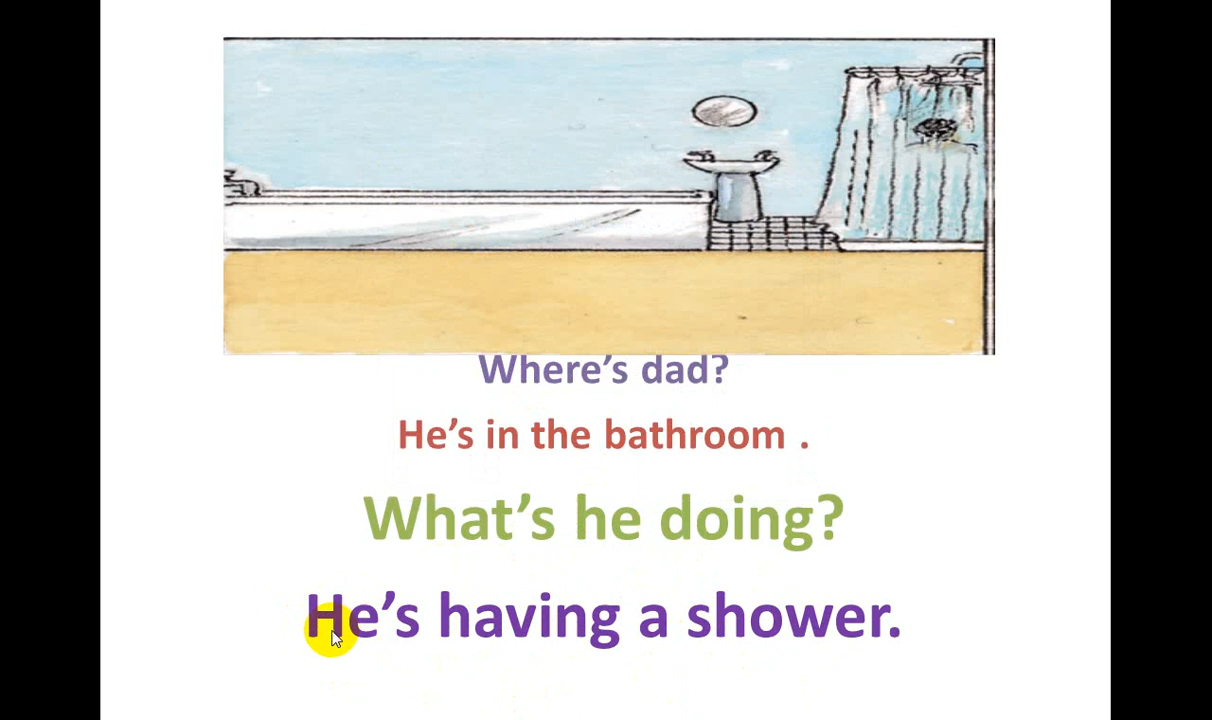 Where’s dad?
He’s in the bathroom .
What’s he doing?
He’s having a shower.